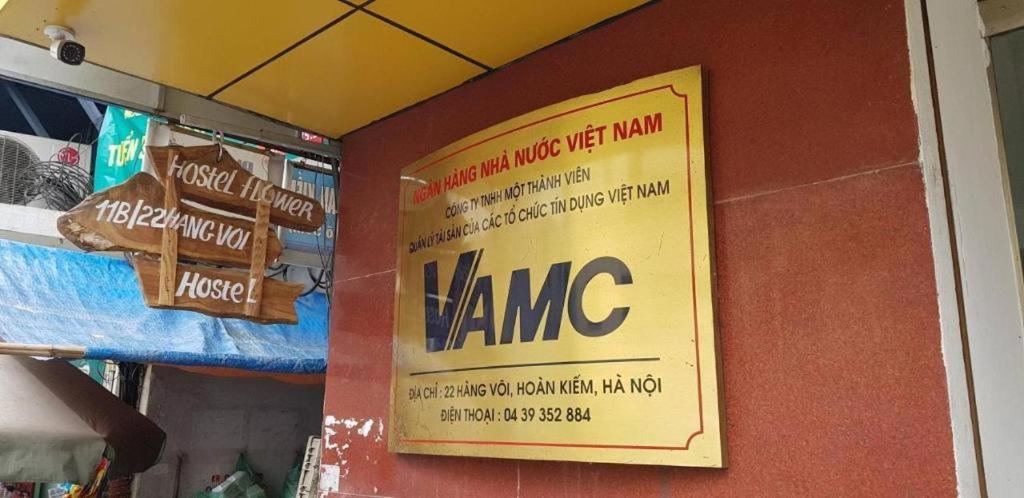 HOSTEL Flower
11B/22 HANG VOI
HOSTEL
NGÂN HÀNG NHÀ NƯỚC VIỆT NAM
CÔNG TY TNHH MỘT THÀNH VIÊN
QUẢN LÝ TÀI SẢN CỦA CÁC TỔ CHỨC TÍN DỤNG VIỆT NAM
VAMC
ĐỊA CHỈ : 22 HÀNG VÔI, HOÀN KIẾM, HÀ NỘI
ĐIỆN THOẠI : 04 39 352 884